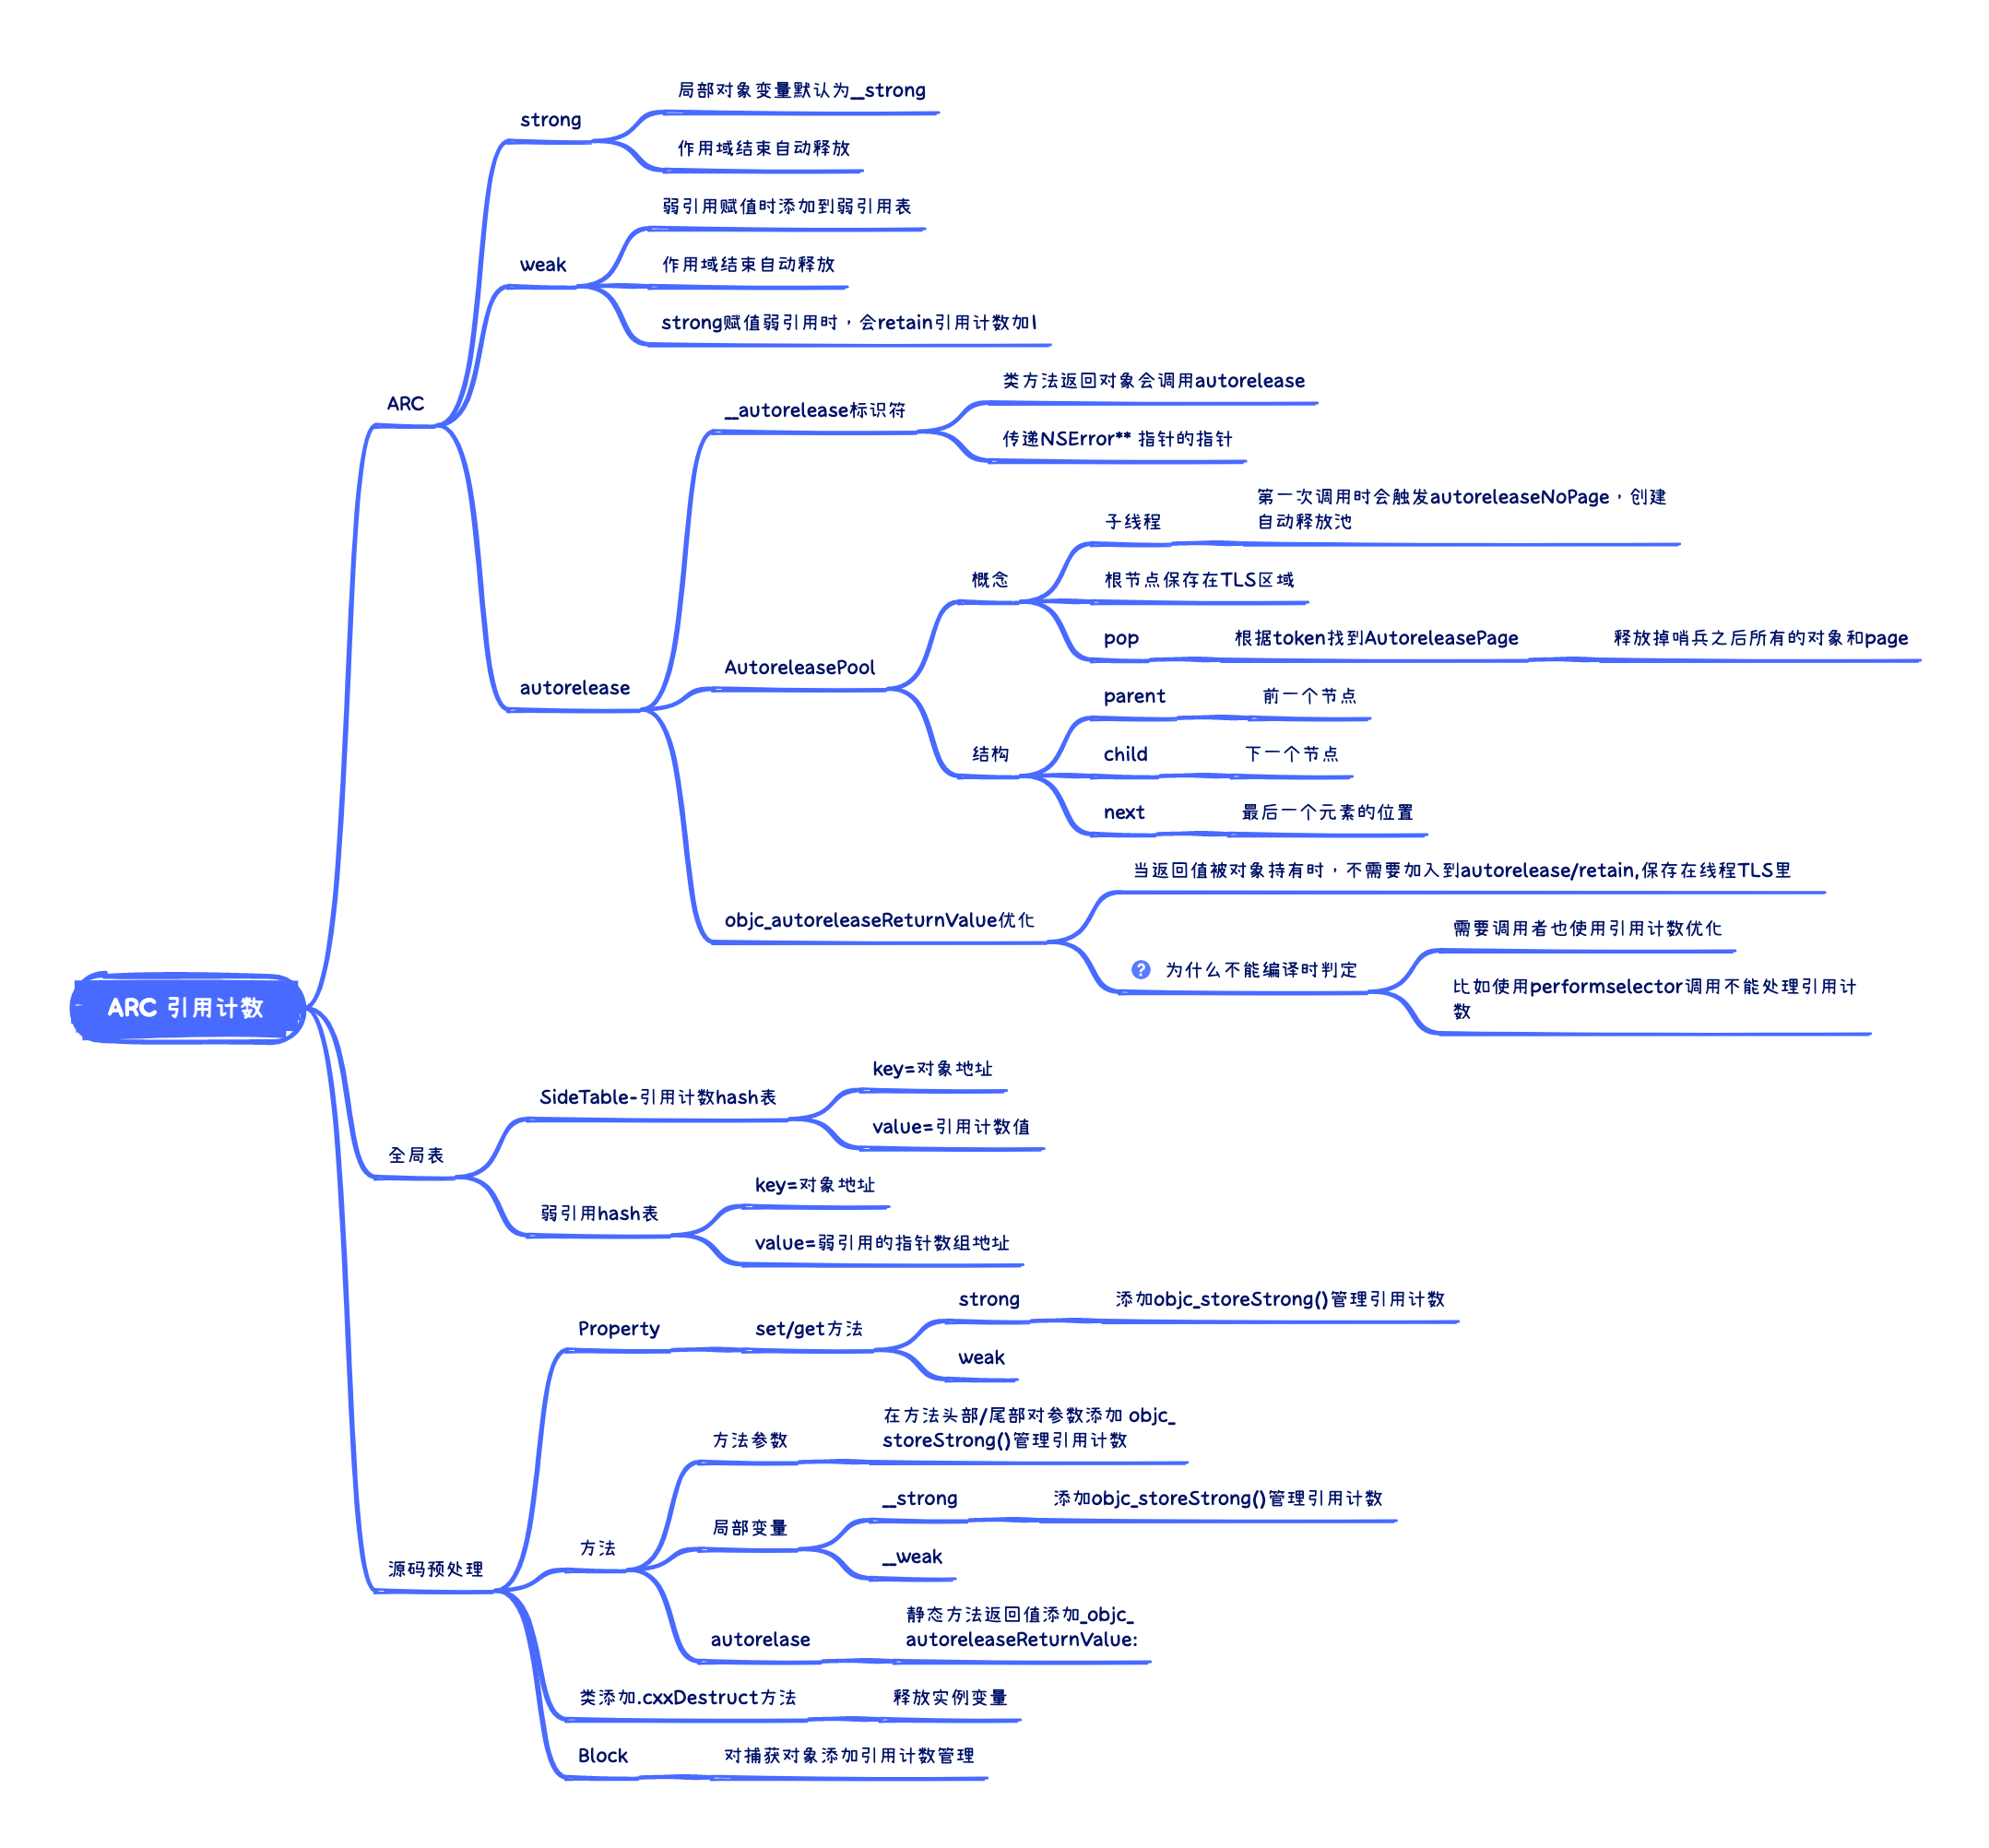 局部对象变量默认为__strong
strong
作用域结束自动释放
弱引用赋值时添加到弱引用表
weak
作用域结束自动释放
strong赋值弱引用时，会retain引用计数加1
ARC
类方法返回对象会调用autorelease
__autorelease标识符
传递NSError** 指针的指针
第一次调用时会触发autoreleaseNoPage，创建
自动释放池
子线程
概念
根节点保存在TLS区域
pop
根据token找到AutoreleasePage
释放掉哨兵之后所有的对象和page
AutoreleasePool
autorelease
parent
前一个节点
结构
child
下一个节点
next
最后一个元素的位置
当返回值被对象持有时，不需要加入到autorelease/retain,保存在线程TLS里
objc_autoreleaseReturnValue优化
需要调用者也使用引用计数优化
? 为什么不能编译时判定
比如使用performselector调用不能处理引用计
数
ARC 引用计数
key=对象地址
SideTable-引用计数hash表
value=引用计数值
全局表
key=对象地址
弱引用hash表
value=弱引用的指针数组地址
strong
添加objc_storeStrong()管理引用计数
Property
set/get方法
weak
在方法头部/尾部对参数添加 objc_
storeStrong()管理引用计数
方法参数
__strong
添加objc_storeStrong()管理引用计数
局部变量
方法
__weak
源码预处理
静态方法返回值添加_objc_
autoreleaseReturnValue:
autorelase
类添加.cxxDestruct方法
释放实例变量
Block
对捕获对象添加引用计数管理